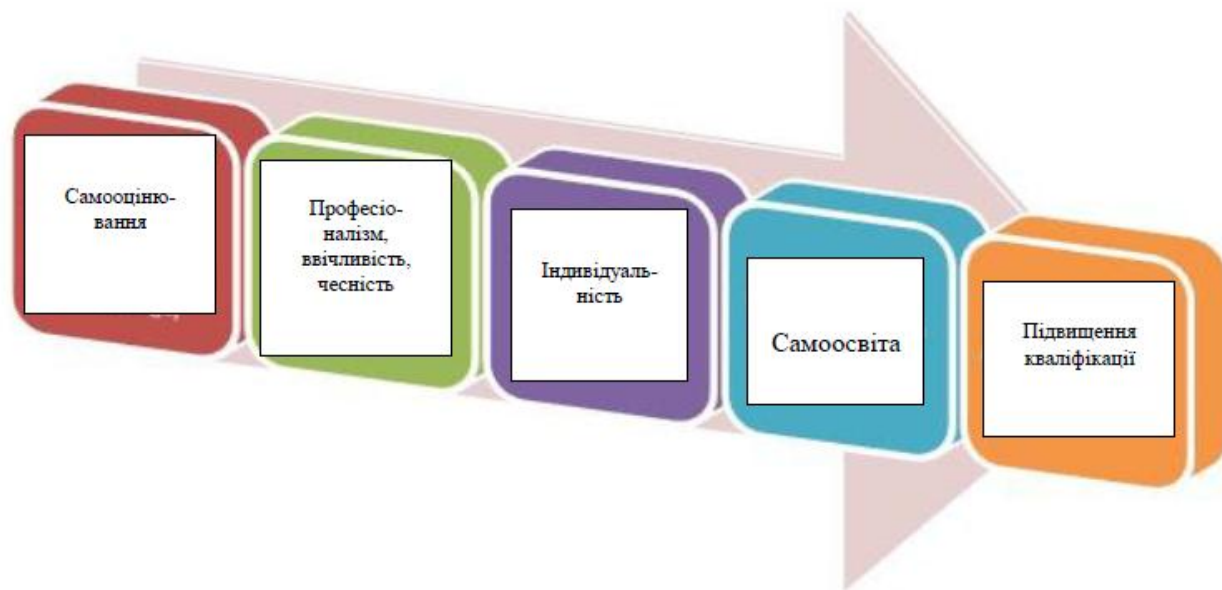 Самооціню-
вання
Професіо-
налізм,
ввічливість,
чесність
Індивідуаль-
ність
Самоосвіта
Підвищення
кваліфікації